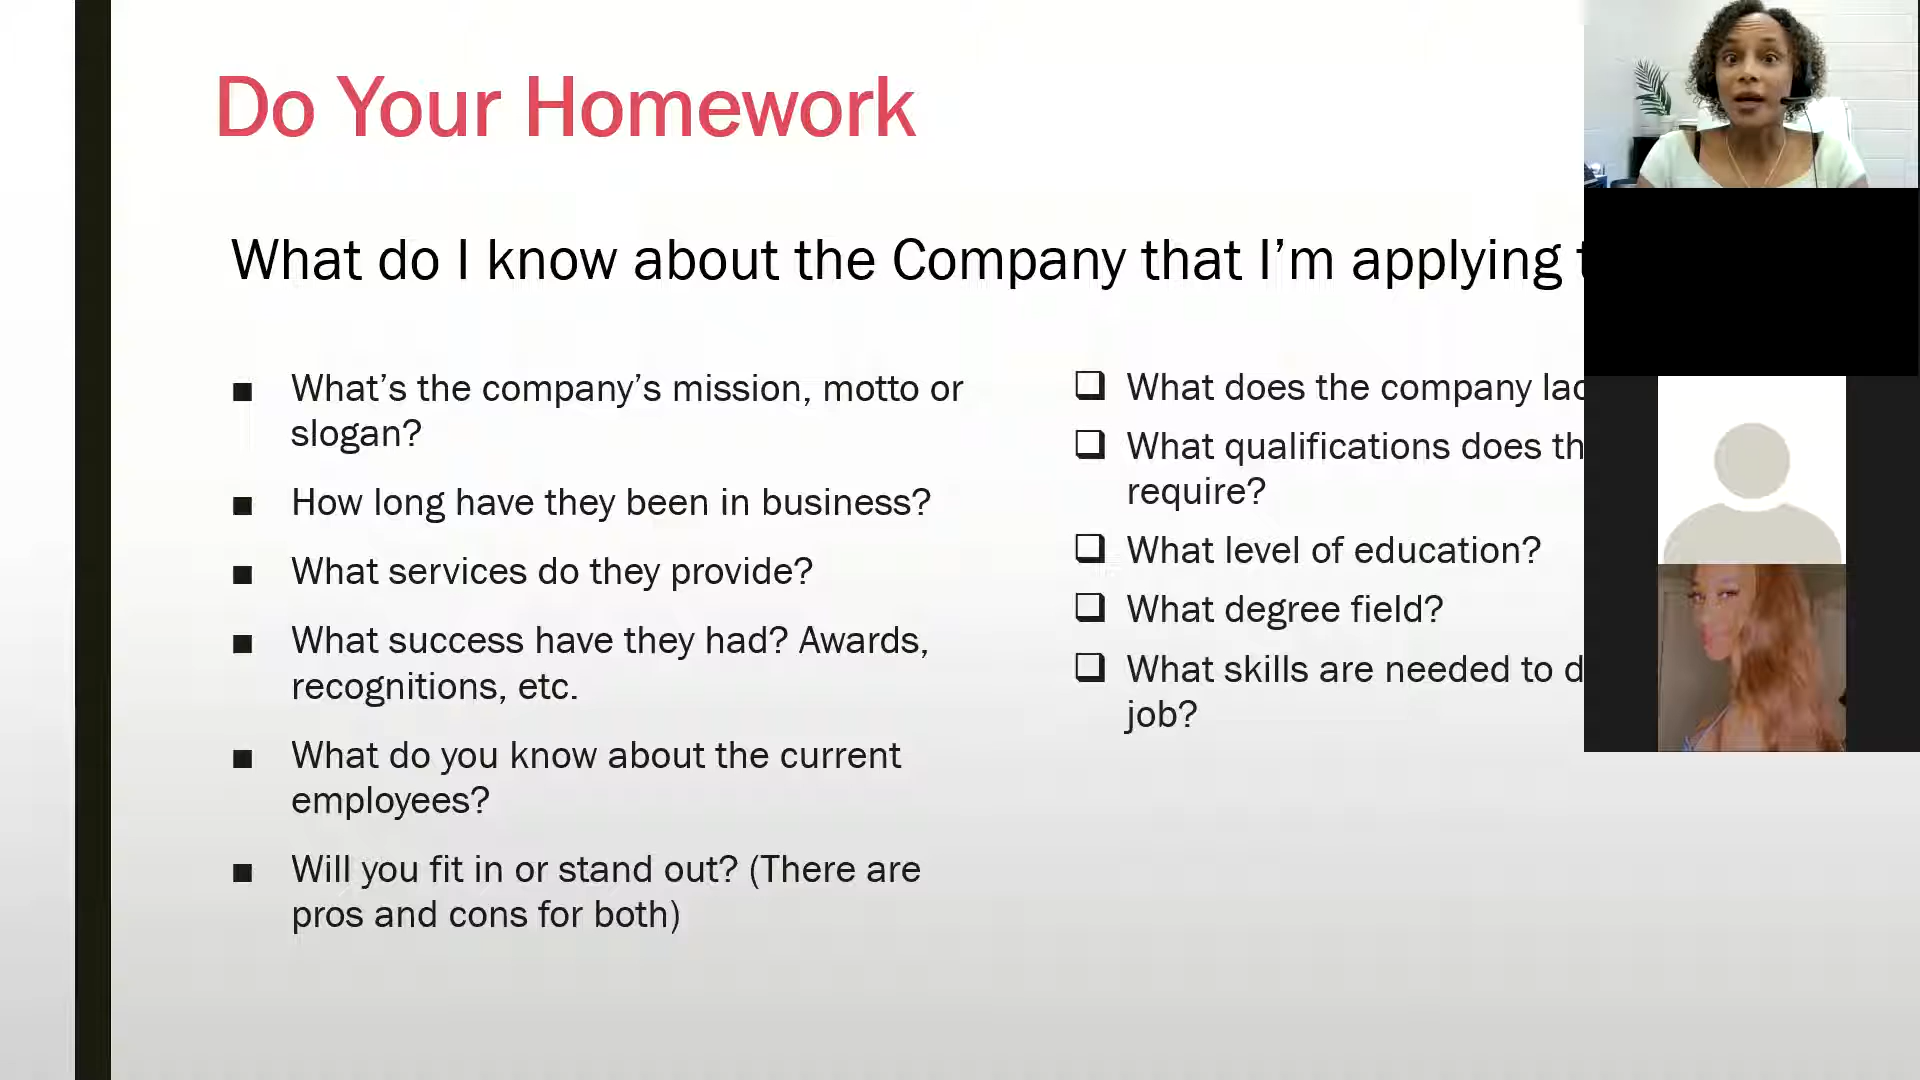 Do Your Homework
What do I know about the Company that I'm applying
What's the company's mission, motto or
slogan?
How long have they been in business?
What services do they provide?
What success have they had? Awards,
recognitions, etc.
What do you know about the current
employees?
Will you fit in or stand out? (There are
pros and cons for both)
What does the company
What qualifications does
require?
What level of education?
What degree field?
What skills are needed to
job?